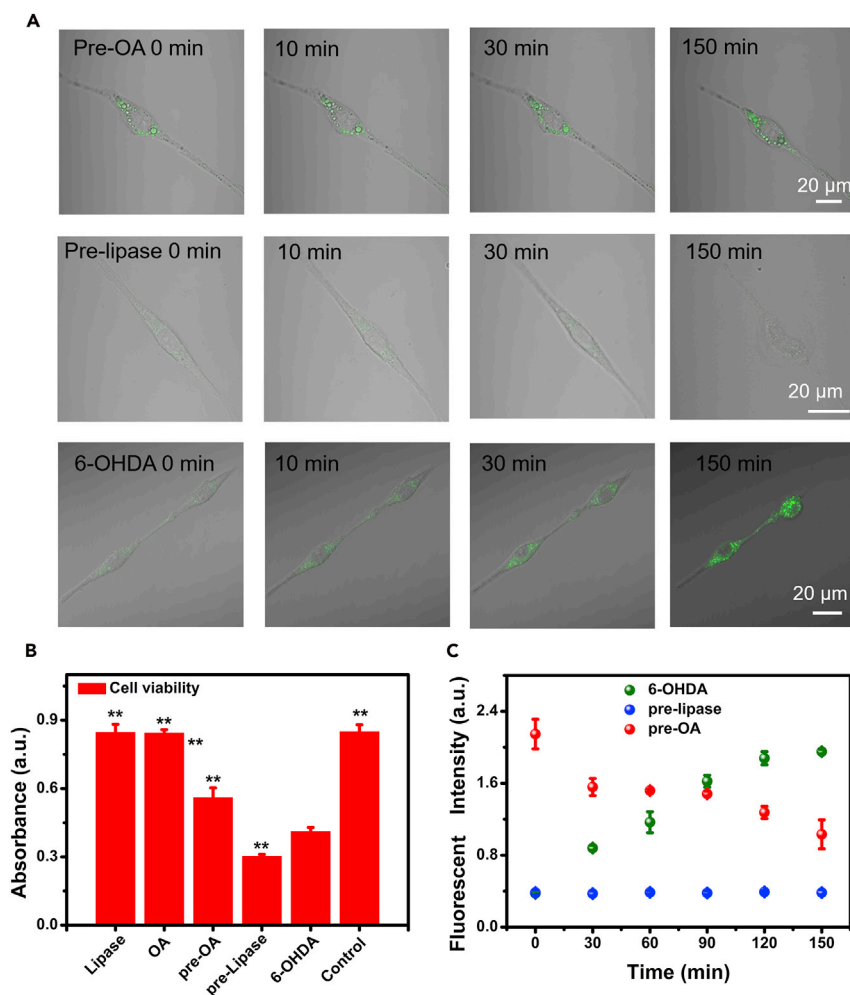 A
Pre-OA 0 min
10 min
30 min
150 min
20 µm
Pre-lipase 0 min
10 min
30 min
150 min
20 µm
6-OHDA 0 min
10 min
30 min
150 min
20 µm
B
Cell viability
Absorbance (a.u.)
0.9
0.6
0.3
0.0
**
**
**
**
**
**
Lipase
OA
pre-OA
pre-Lipase
6-OHDA
Control
C
6-OHDA
pre-lipase
pre-OA
Fluorescent Intensity (a.u.)
2.4
1.6
0.8
0.0
0 30 60 90 120 150
Time (min)